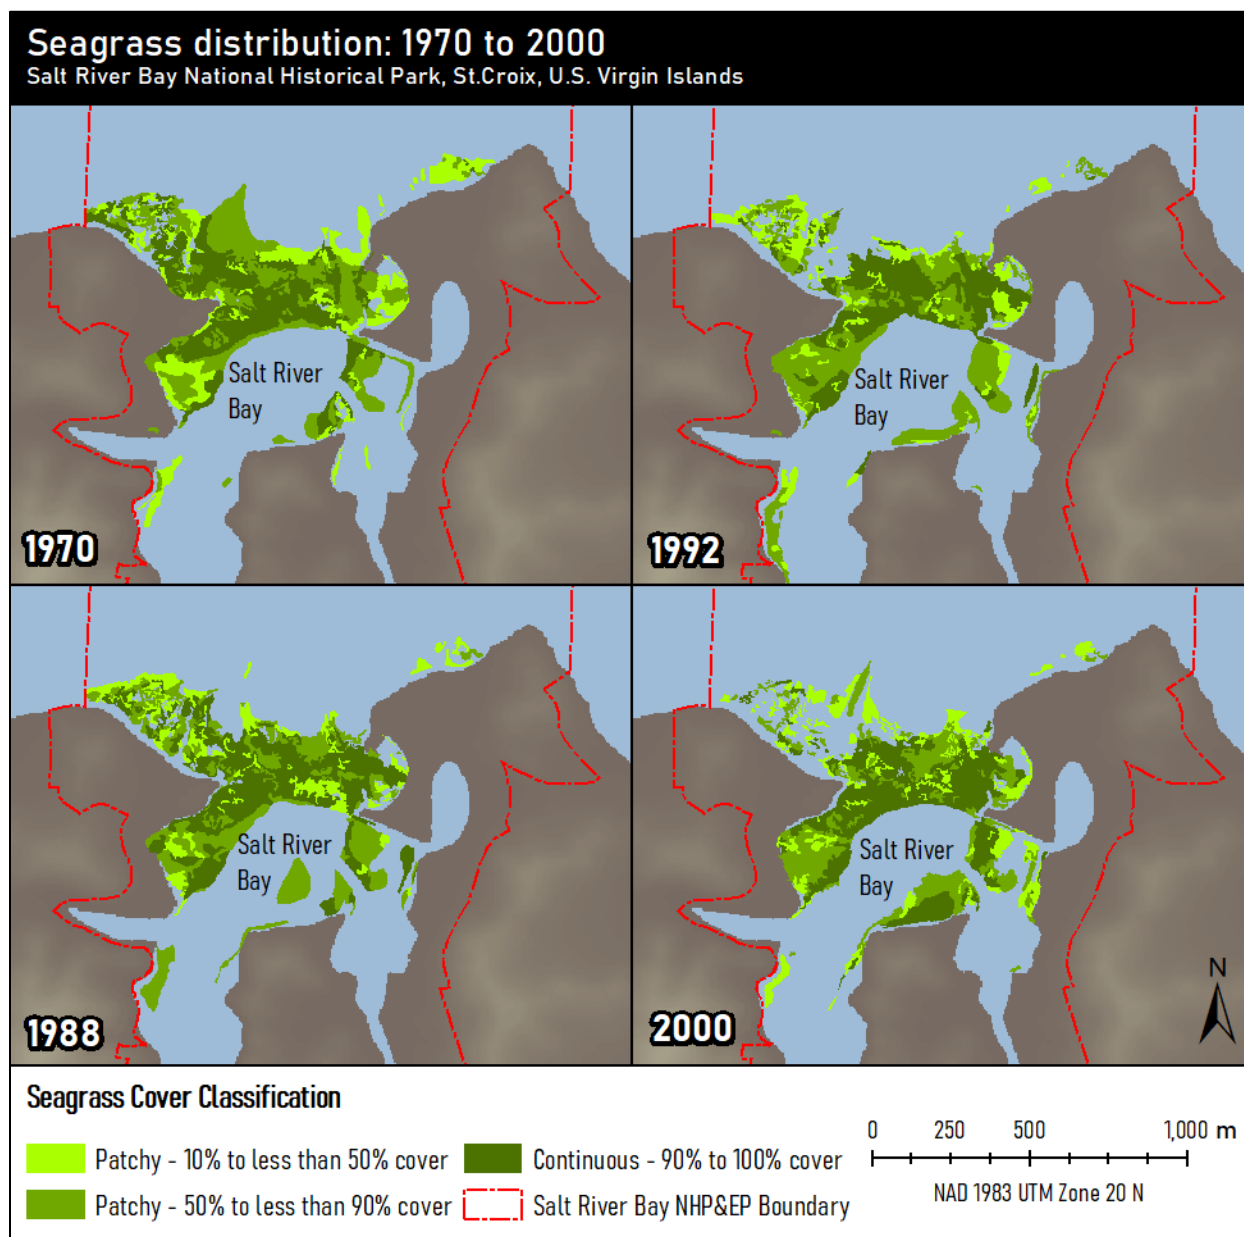 Seagrass distribution: 1970 to 2000
Salt River Bay National Historical Park, St.Croix, U.S. Virgin Islands
Salt River
Bay
1970
Salt River
Bay
1992
Salt River
Bay
1988
Salt River
Bay
2000
N
Seagrass Cover Classification
Patchy - 10% to less than 50% cover
Continuous - 90% to 100% cover
Patchy - 50% to less than 90% cover
Salt River Bay NHP&EP Boundary
0 250 500 1,000 m
NAD 1983 UTM Zone 20 N